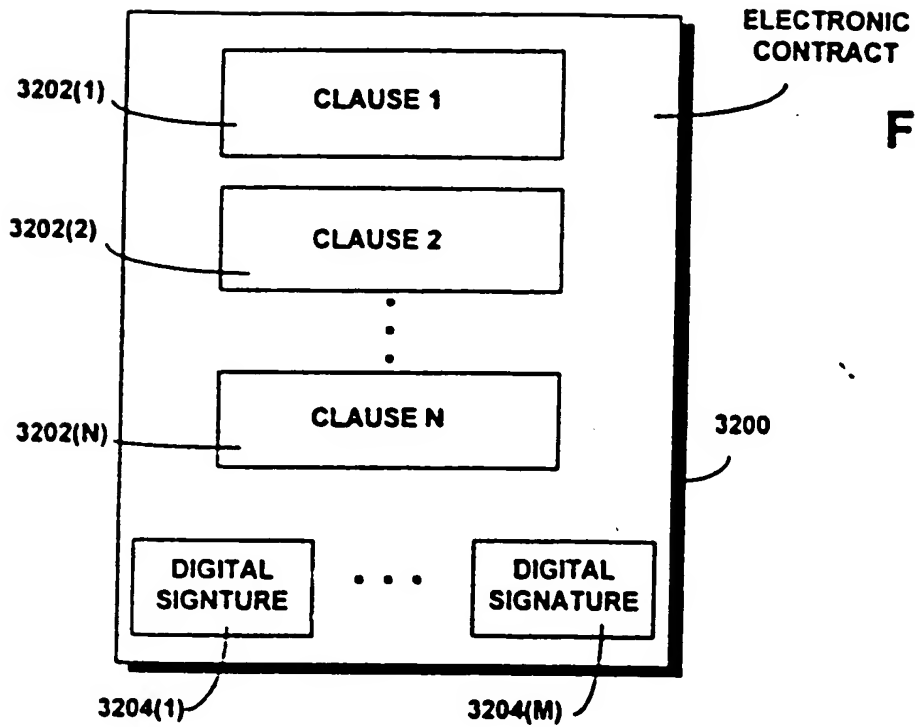 ELECTRONIC
CONTRACT
3202(1)
CLAUSE 1
F
3202(2)
CLAUSE 2
3202(N)
CLAUSE N
3200
DIGITAL
SIGNTURE
DIGITAL
SIGNATURE
3204(1)
3204(M)